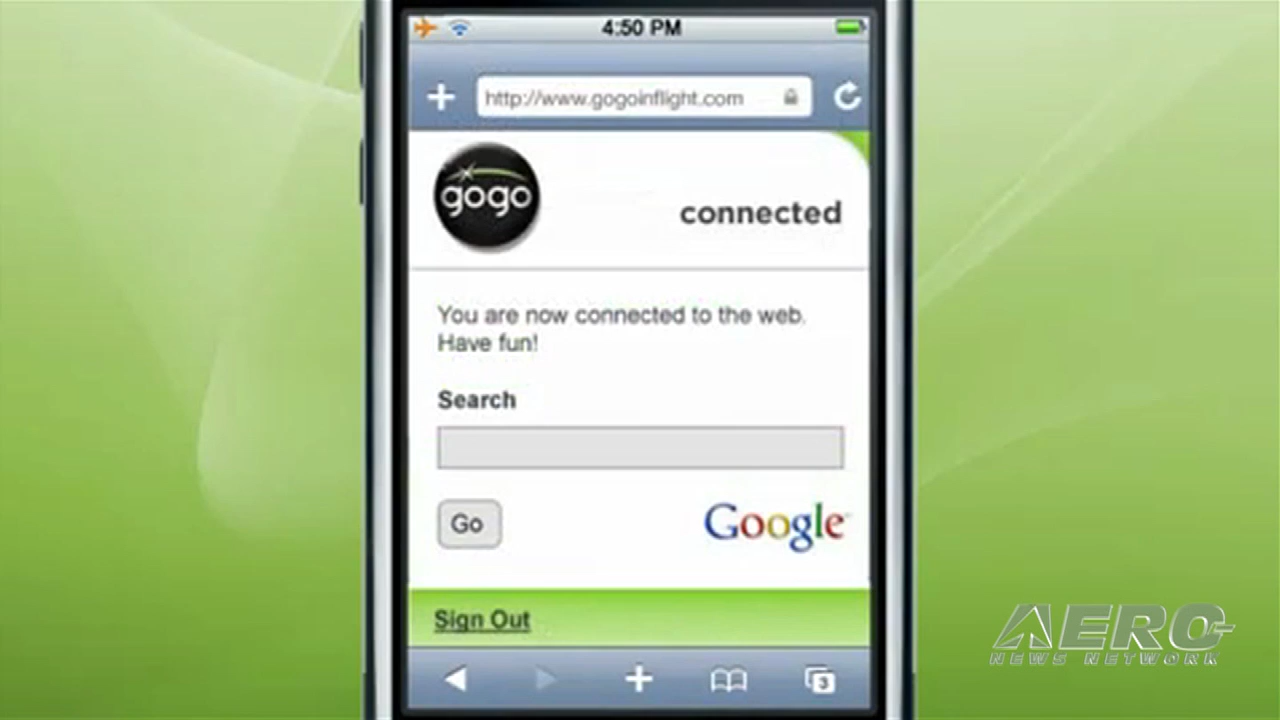 4:50 PM
http://www.gogoinflight.com
gogo
connected
You are now connected to the web.
Have fun!
Search
Go
Google
Sign Out
3
AERO
NEWS NETWORK